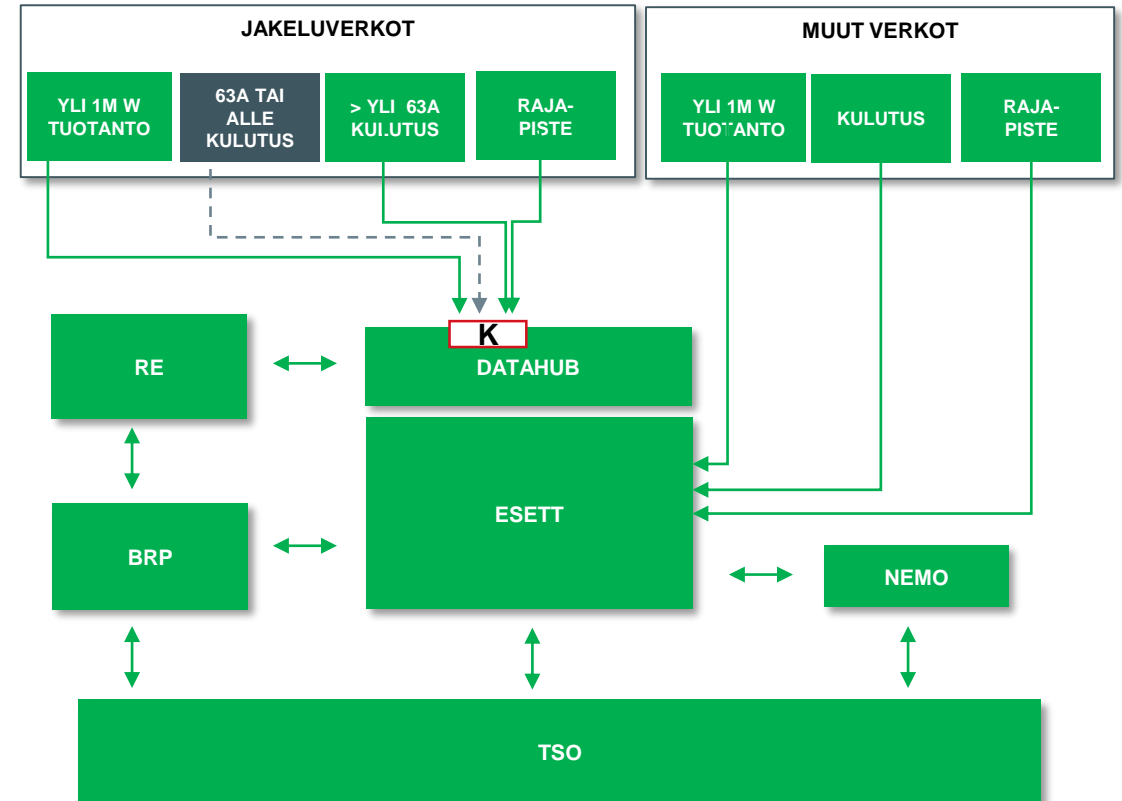 JAKELUVERKOT
MUUT VERKOT
YLI 1M W
TUOTANTO
63A TAI
ALLE
KULUTUS
> YLI 63A
KULUTUS
RAJA-
PISTE
YLI 1M W
TUOTANTO
KULUTUS
RAJA-
PISTE
K
RE
DATAHUB
ESETT
BRP
NEMO
TSO